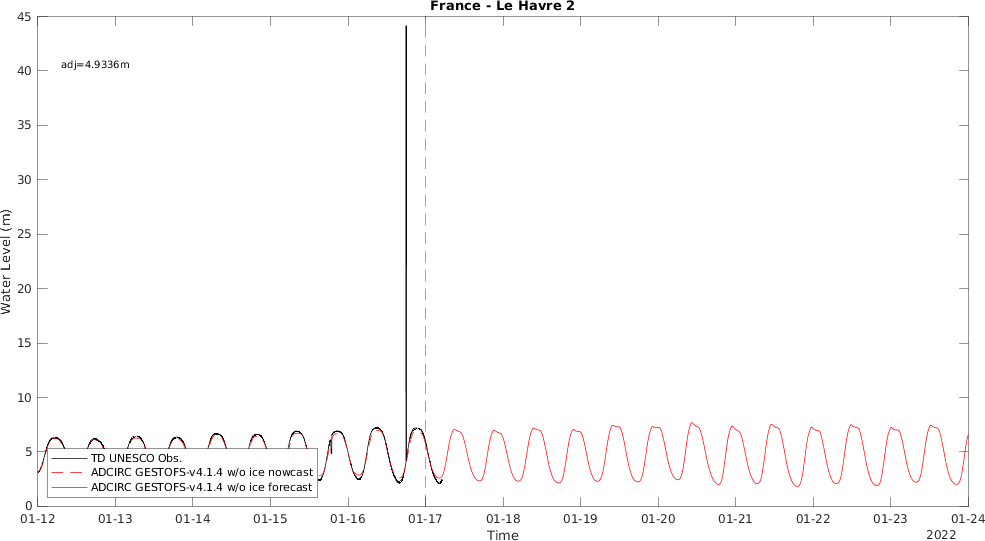 France - Le Havre 2
45
adj=4.9336m
40
35
30
25
20
15
10
5
0
Water Level (m)
TD UNESCO Obs.
ADCIRC GESTOFS-v4.1.4 w/o ice nowcast
ADCIRC GESTOFS-v4.1.4 w/o ice forecast
01-12 01-13 01-14 01-15 01-16 01-17 01-18 01-19 01-20 01-21 01-22 01-23 01-24
Time
2022